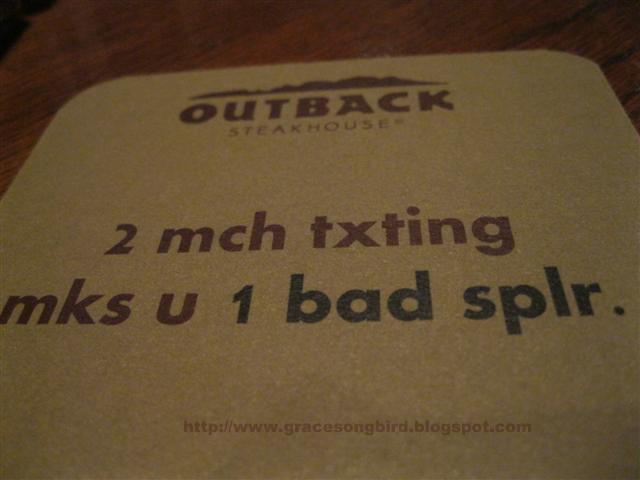 OUTBACK
STEAKHOUSE®
2 mch txting
mks u 1 bad splr.
http://www.gracesongbird.blogspot.com